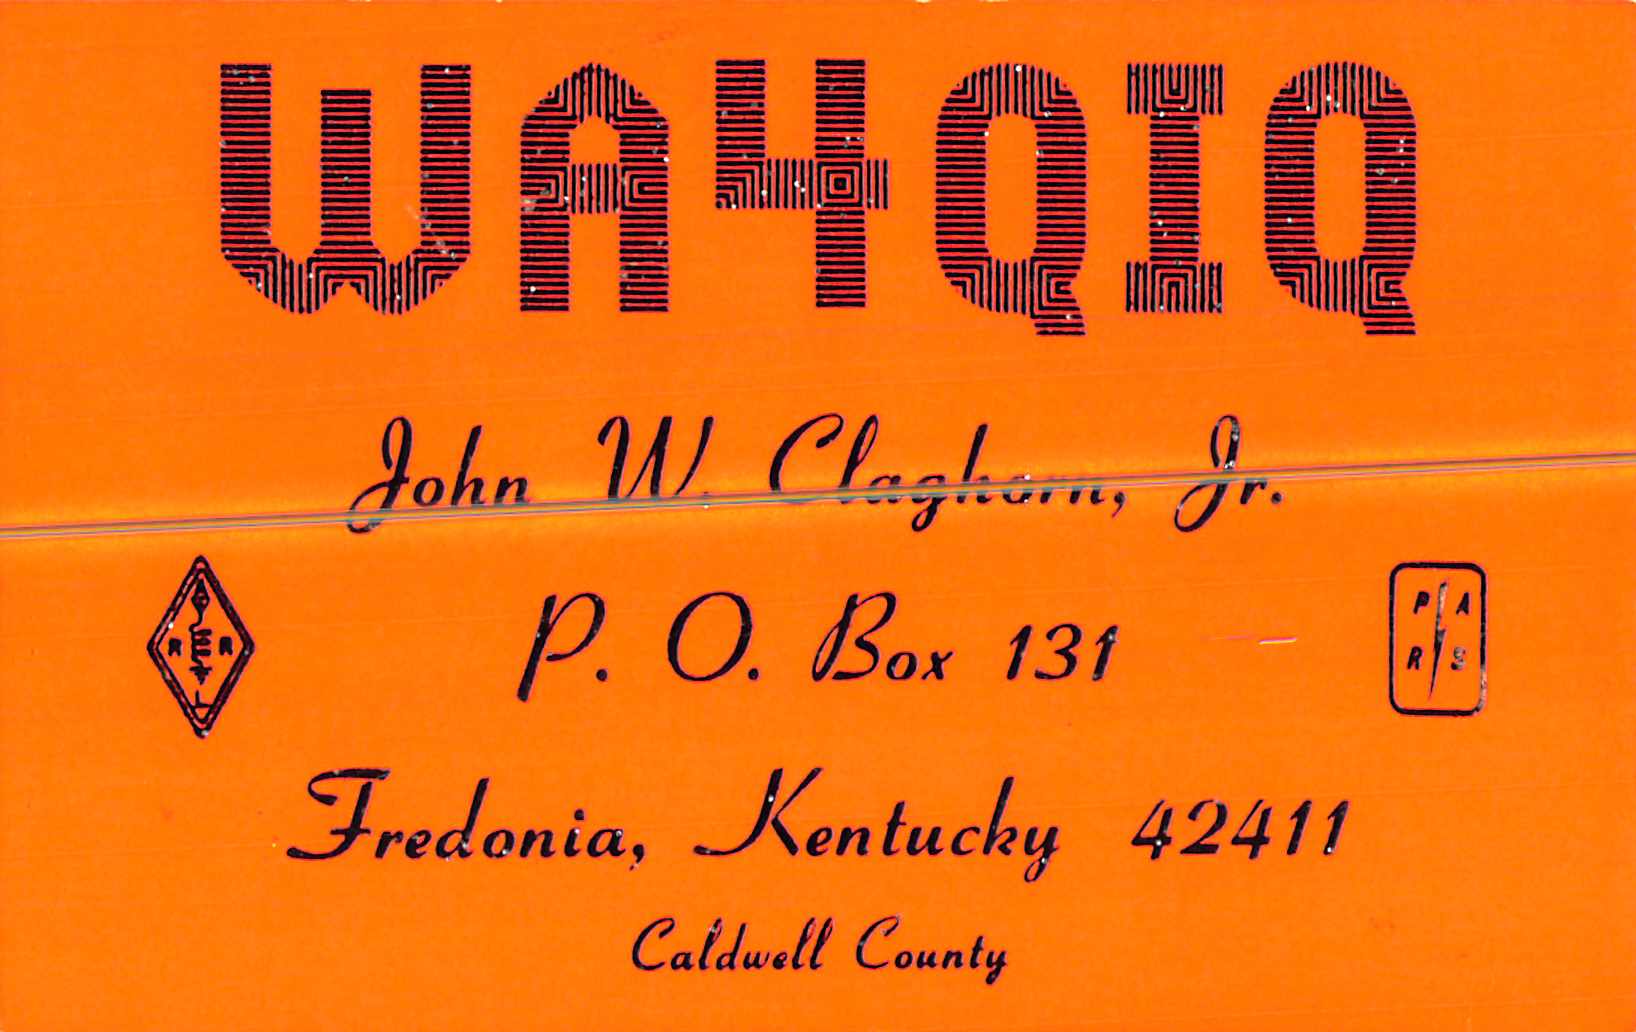 WA4QIQ
John W. Claghorn, Jr.
A
R R
L
P. O. Box 131
P A
R S
Fredonia, Kentucky 42411
Caldwell County